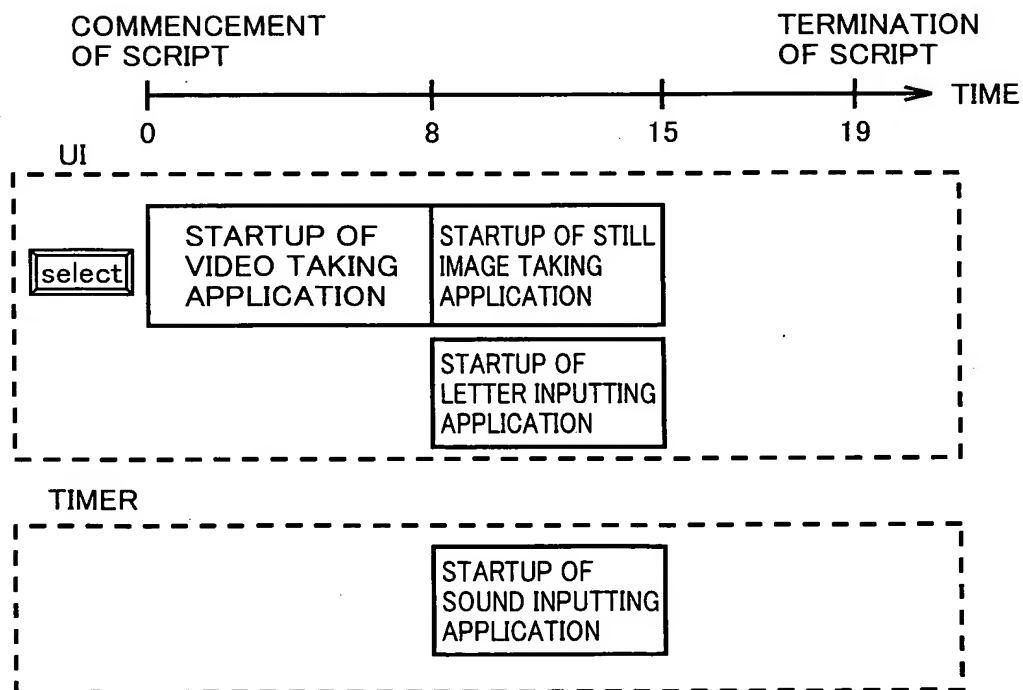 COMMENCEMENT
OF SCRIPT
TERMINATION
OF SCRIPT
TIME
0 8 15 19
UI
select
STARTUP OF
VIDEO TAKING
APPLICATION
STARTUP OF STILL
IMAGE TAKING
APPLICATION
STARTUP OF
LETTER INPUTTING
APPLICATION
TIMER
STARTUP OF
SOUND INPUTTING
APPLICATION